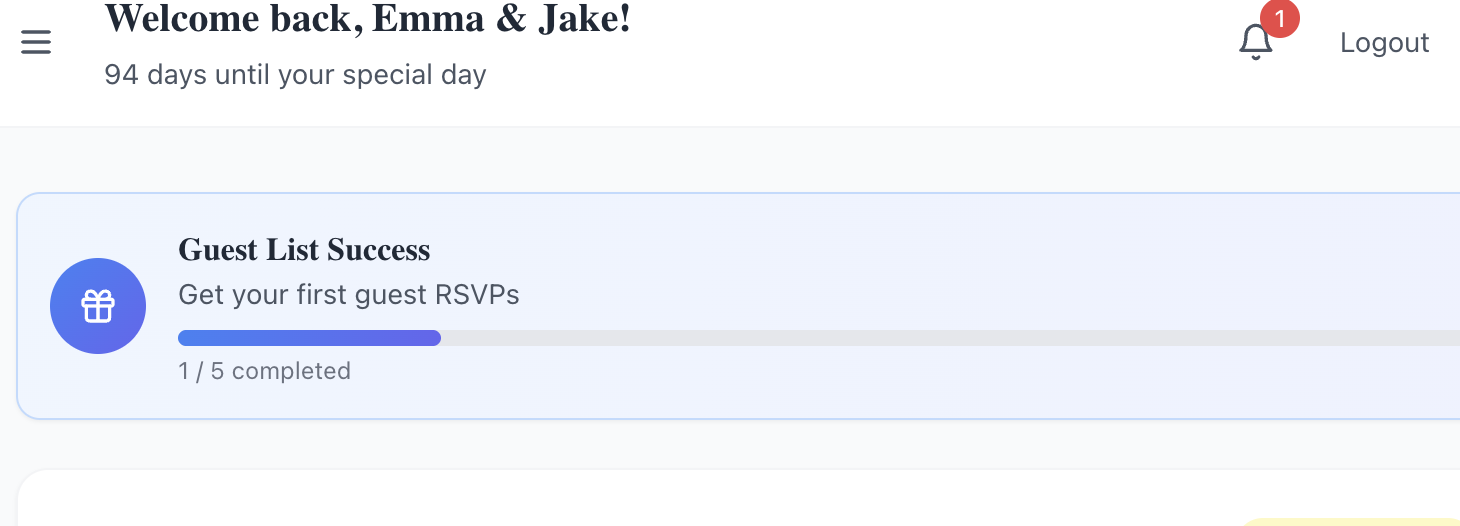 Welcome back, Emma & Jake!
1
Logout
94 days until your special day
Guest List Success
Get your first guest RSVPs
1 / 5 completed